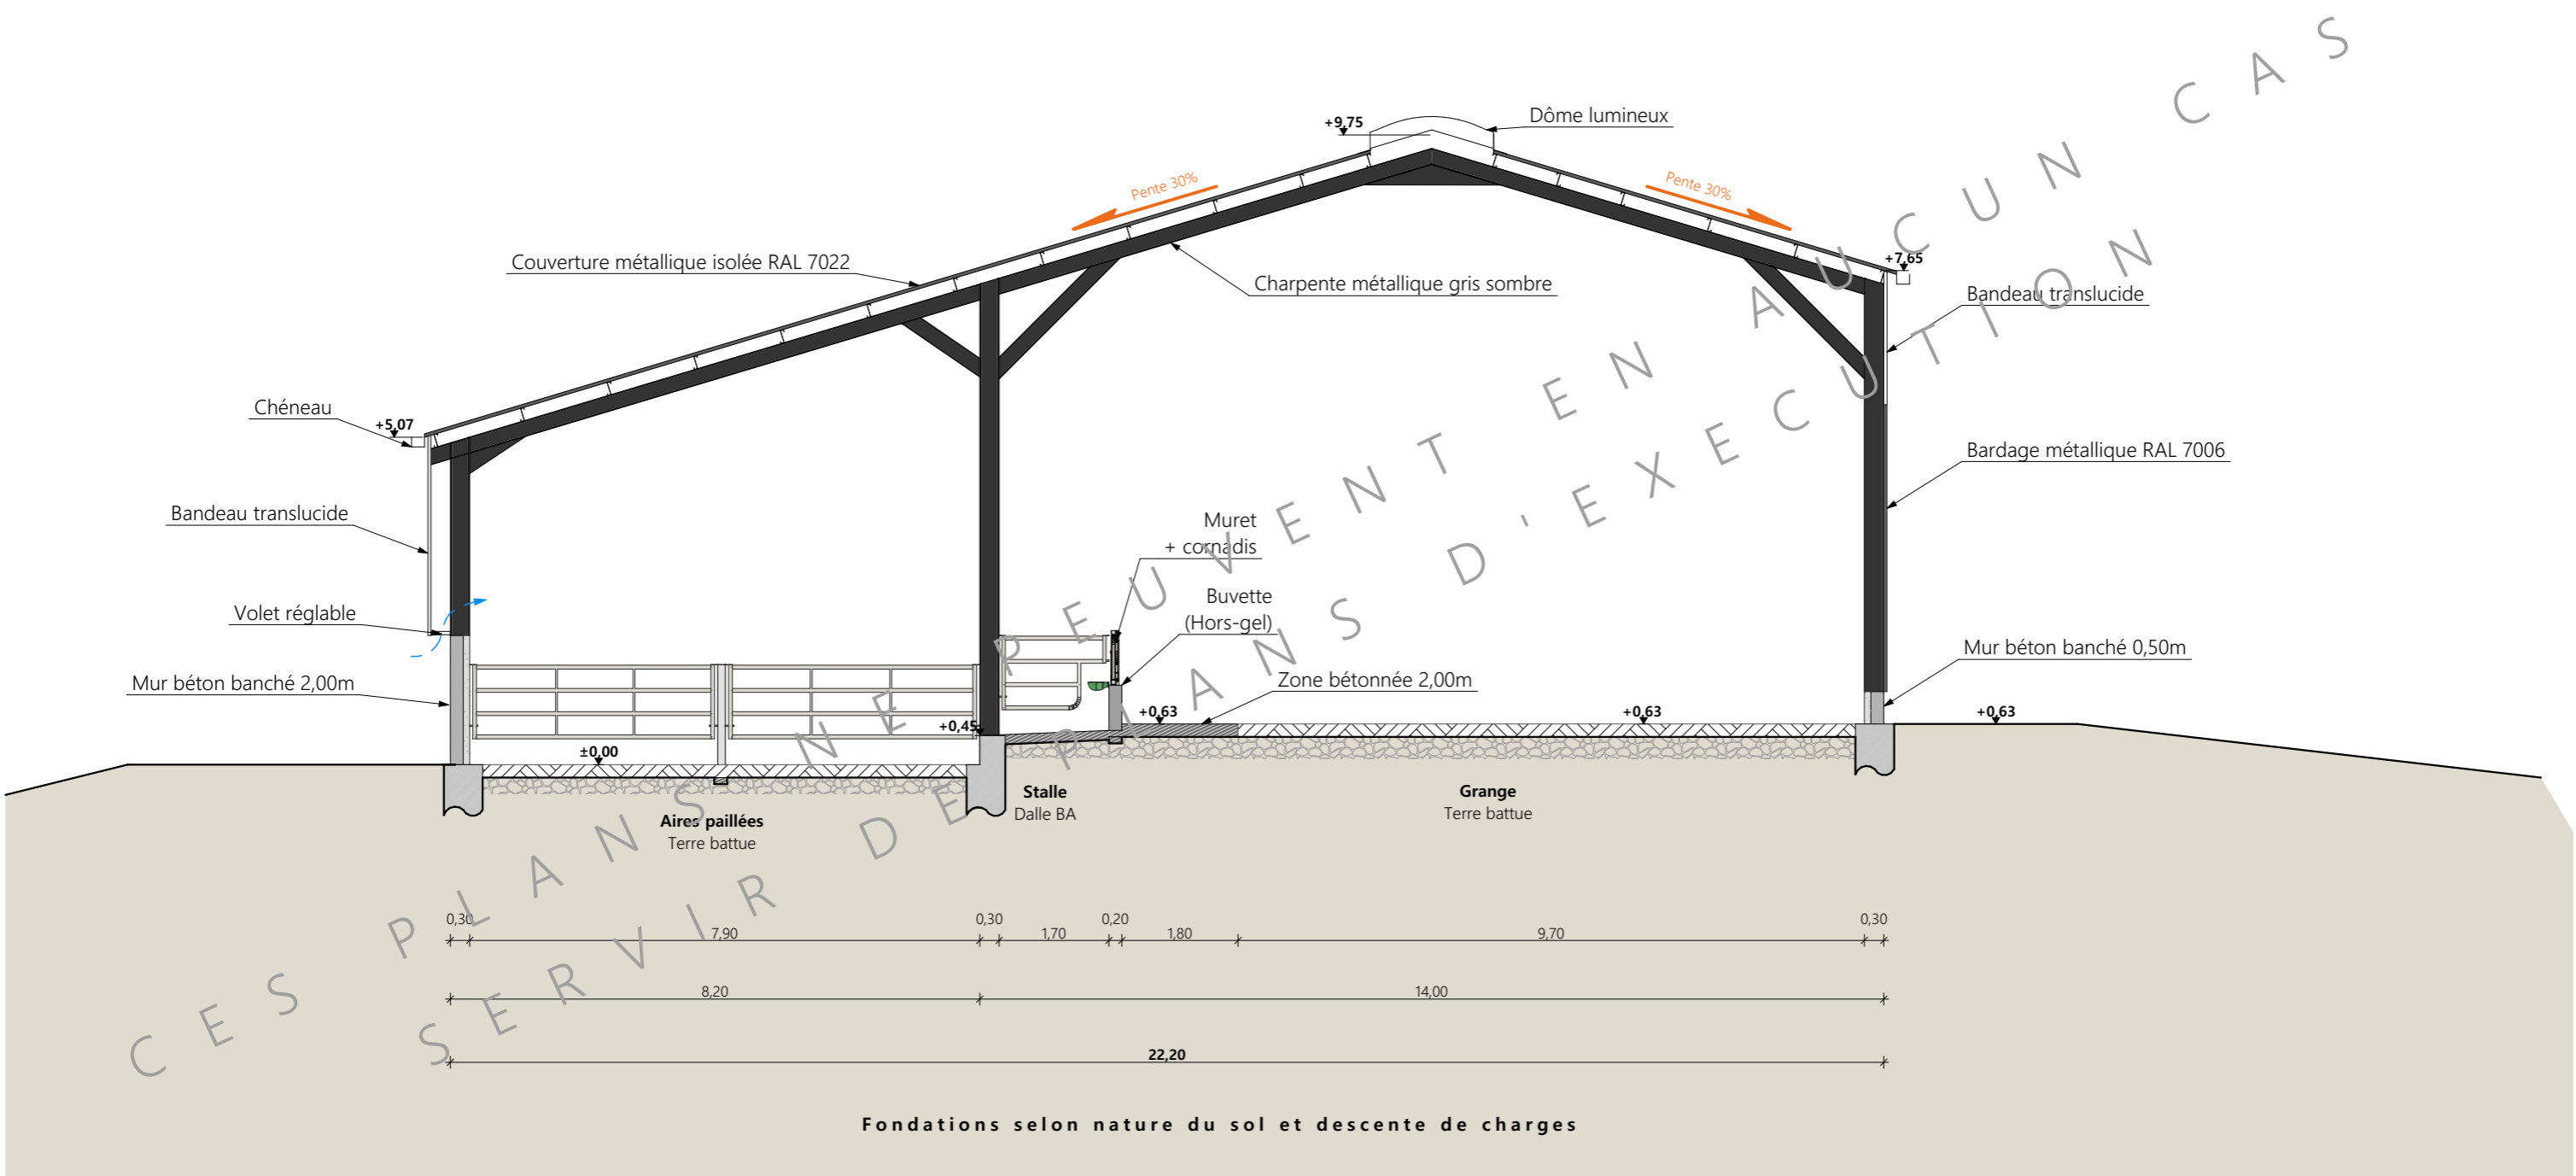 Dôme lumineux
+9,75
Pente 30%
Pente 30%
Couverture métallique isolée RAL 7022
Charpente métallique gris sombre
+7,65
Bandeau translucide
Chéneau
+5,07
Bardage métallique RAL 7006
Bandeau translucide
Muret
+ cornadis
Buvette
(Hors-gel)
Volet réglable
Mur béton banché 2,00m
Zone bétonnée 2,00m
Mur béton banché 0,50m
+0,45
+0,63
+0,63
+0,63
±0,00
Aires paillées
Terre battue
Stalle
Dalle BA
Grange
Terre battue
0,30
7,90
0,30
1,70
0,20
1,80
9,70
0,30
8,20
14,00
22,20
Fondations selon nature du sol et descente de charges
CES PLANS NE PEUVENT EN AUCUN CAS
SERVIR DE PLANS D'EXECUTION